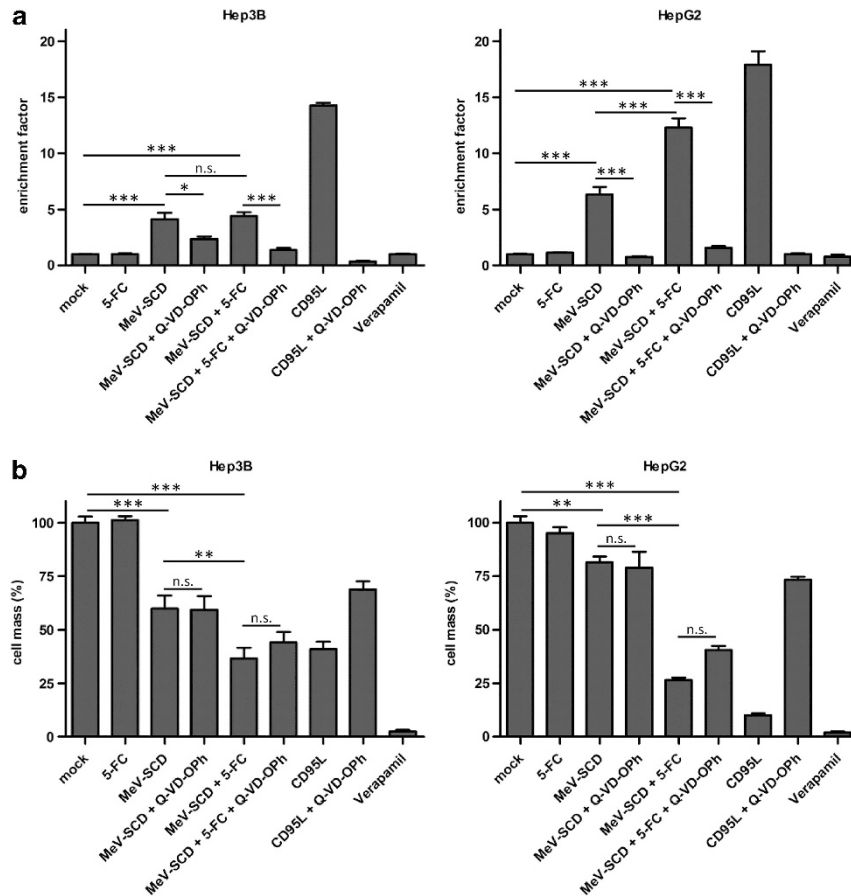 a
Hep3B
HepG2
enrichment factor
20
15
10
5
0
***
n.s.
***
*
***
mock
5-FC
MeV-SCD
MeV-SCD + Q-VD-OPh
MeV-SCD + 5-FC
MeV-SCD + 5-FC + Q-VD-OPh
CD95L
CD95L + Q-VD-OPh
Verapamil
enrichment factor
20
15
10
5
0
***
***
***
***
***
mock
5-FC
MeV-SCD
MeV-SCD + Q-VD-OPh
MeV-SCD + 5-FC
MeV-SCD + 5-FC + Q-VD-OPh
CD95L
CD95L + Q-VD-OPh
Verapamil
b
Hep3B
HepG2
cell mass (%)
100
75
50
25
0
***
***
**
n.s.
n.s.
mock
5-FC
MeV-SCD
MeV-SCD + Q-VD-OPh
MeV-SCD + 5-FC
MeV-SCD + 5-FC + Q-VD-OPh
CD95L
CD95L + Q-VD-OPh
Verapamil
cell mass (%)
100
75
50
25
0
***
**
***
n.s.
n.s.
mock
5-FC
MeV-SCD
MeV-SCD + Q-VD-OPh
MeV-SCD + 5-FC
MeV-SCD + 5-FC + Q-VD-OPh
CD95L
CD95L + Q-VD-OPh
Verapamil